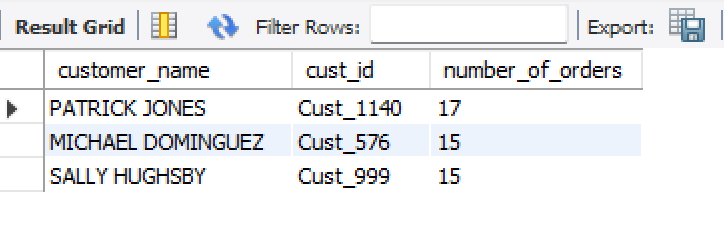 Result Grid Filter Rows: Export:
customer_name cust_id number_of_orders
PATRICK JONES Cust_1140 17
MICHAEL DOMINGUEZ Cust_576 15
SALLY HUGHSBY Cust_999 15